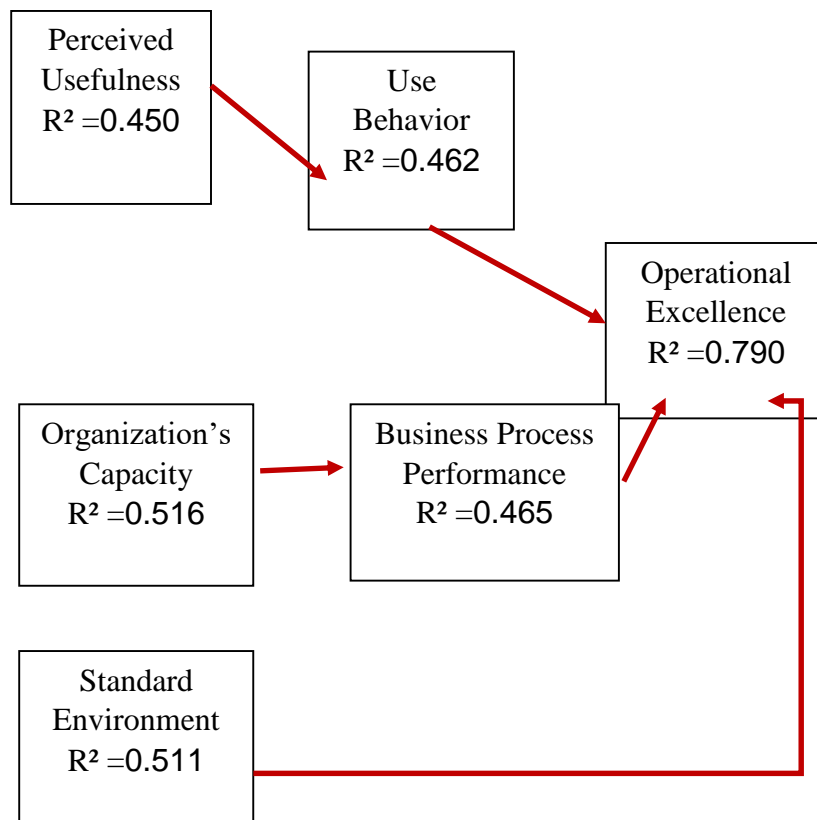 Perceived
Usefulness
R² =0.450
Use
Behavior
R² =0.462
Operational
Excellence
R² =0.790
Organization’s
Capacity
R² =0.516
Business Process
Performance
R² =0.465
Standard
Environment
R² =0.511